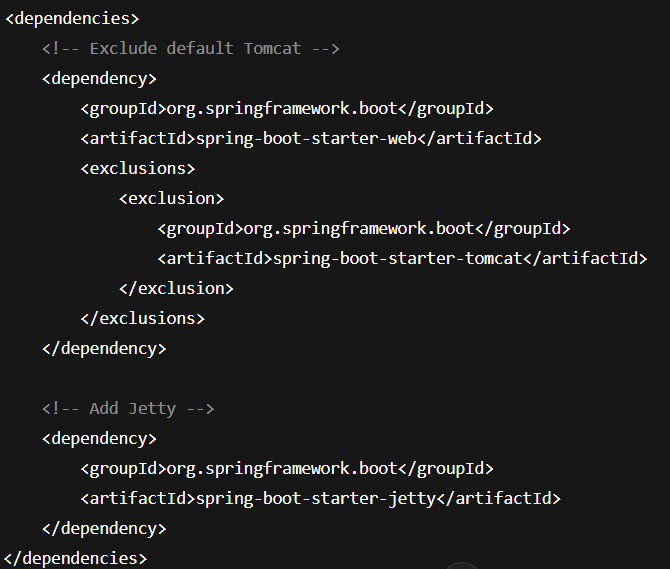 <dependencies>
<!-- Exclude default Tomcat -->
<dependency>
<groupId>org.springframework.boot</groupId>
<artifactId>spring-boot-starter-web</artifactId>
<exclusions>
<exclusion>
<groupId>org.springframework.boot</groupId>
<artifactId>spring-boot-starter-tomcat</artifactId>
</exclusion>
</exclusions>
</dependency>
<!-- Add Jetty -->
<dependency>
<groupId>org.springframework.boot</groupId>
<artifactId>spring-boot-starter-jetty</artifactId>
</dependency>
</dependencies>